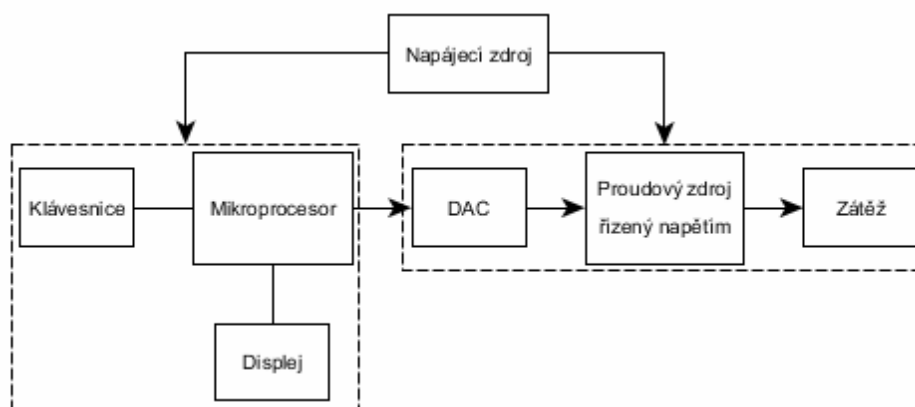 Napájecí zdroj
Klávesnice
Mikroprocesor
DAC
Proudový zdroj
řízený napětím
Zátěž
Displej